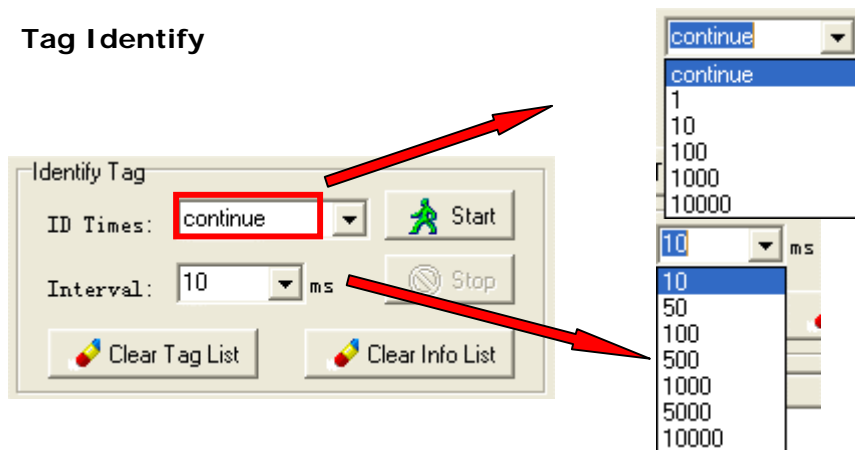 Tag Identify
Identify Tag
ID Times: continue
Start
Interval: 10 ms
Stop
Clear Tag List
Clear Info List
continue
continue
1
10
100
1000
10000
10 ms
10
50
100
500
1000
5000
10000